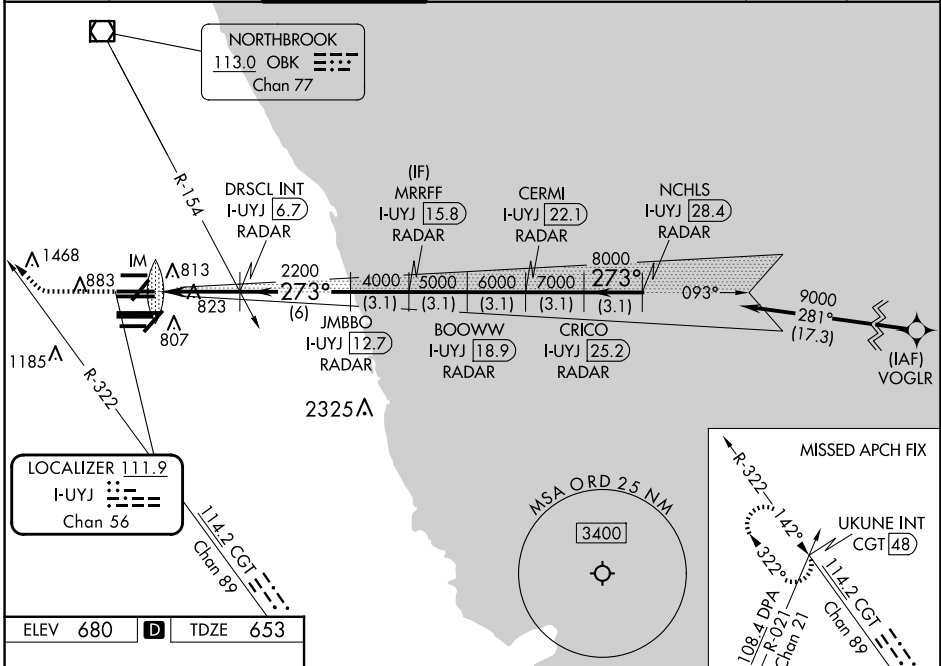 NORTHBROOK
113.0 OBK
Chan 77
R-154
DRSCL INT
I-UYJ 6.7
RADAR
(IF)
MRRFF
I-UYJ 15.8
RADAR
CERMI
I-UYJ 22.1
RADAR
NCHLS
I-UYJ 28.4
RADAR
1468
883
IM
813
823
807
1185
2200
273°
(6)
4000
(3.1)
5000
(3.1)
6000
(3.1)
7000
(3.1)
8000
273°
(3.1)
093°
9000
281°
(17.3)
(IAF)
VOGLR
JMBBO
I-UYJ 12.7
RADAR
BOOWW
I-UYJ 18.9
RADAR
CRICO
I-UYJ 25.2
RADAR
2325
R-322
LOCALIZER 111.9
I-UYJ
Chan 56
114.2 CGT
Chan 89
MSA ORD 25 NM
3400
MISSED APCH FIX
R-322
142°
322°
UKUNE INT
CGT 48
114.2 CGT
Chan 89
108.4 DPA
R-021
Chan 21
ELEV 680 D TDZE 653